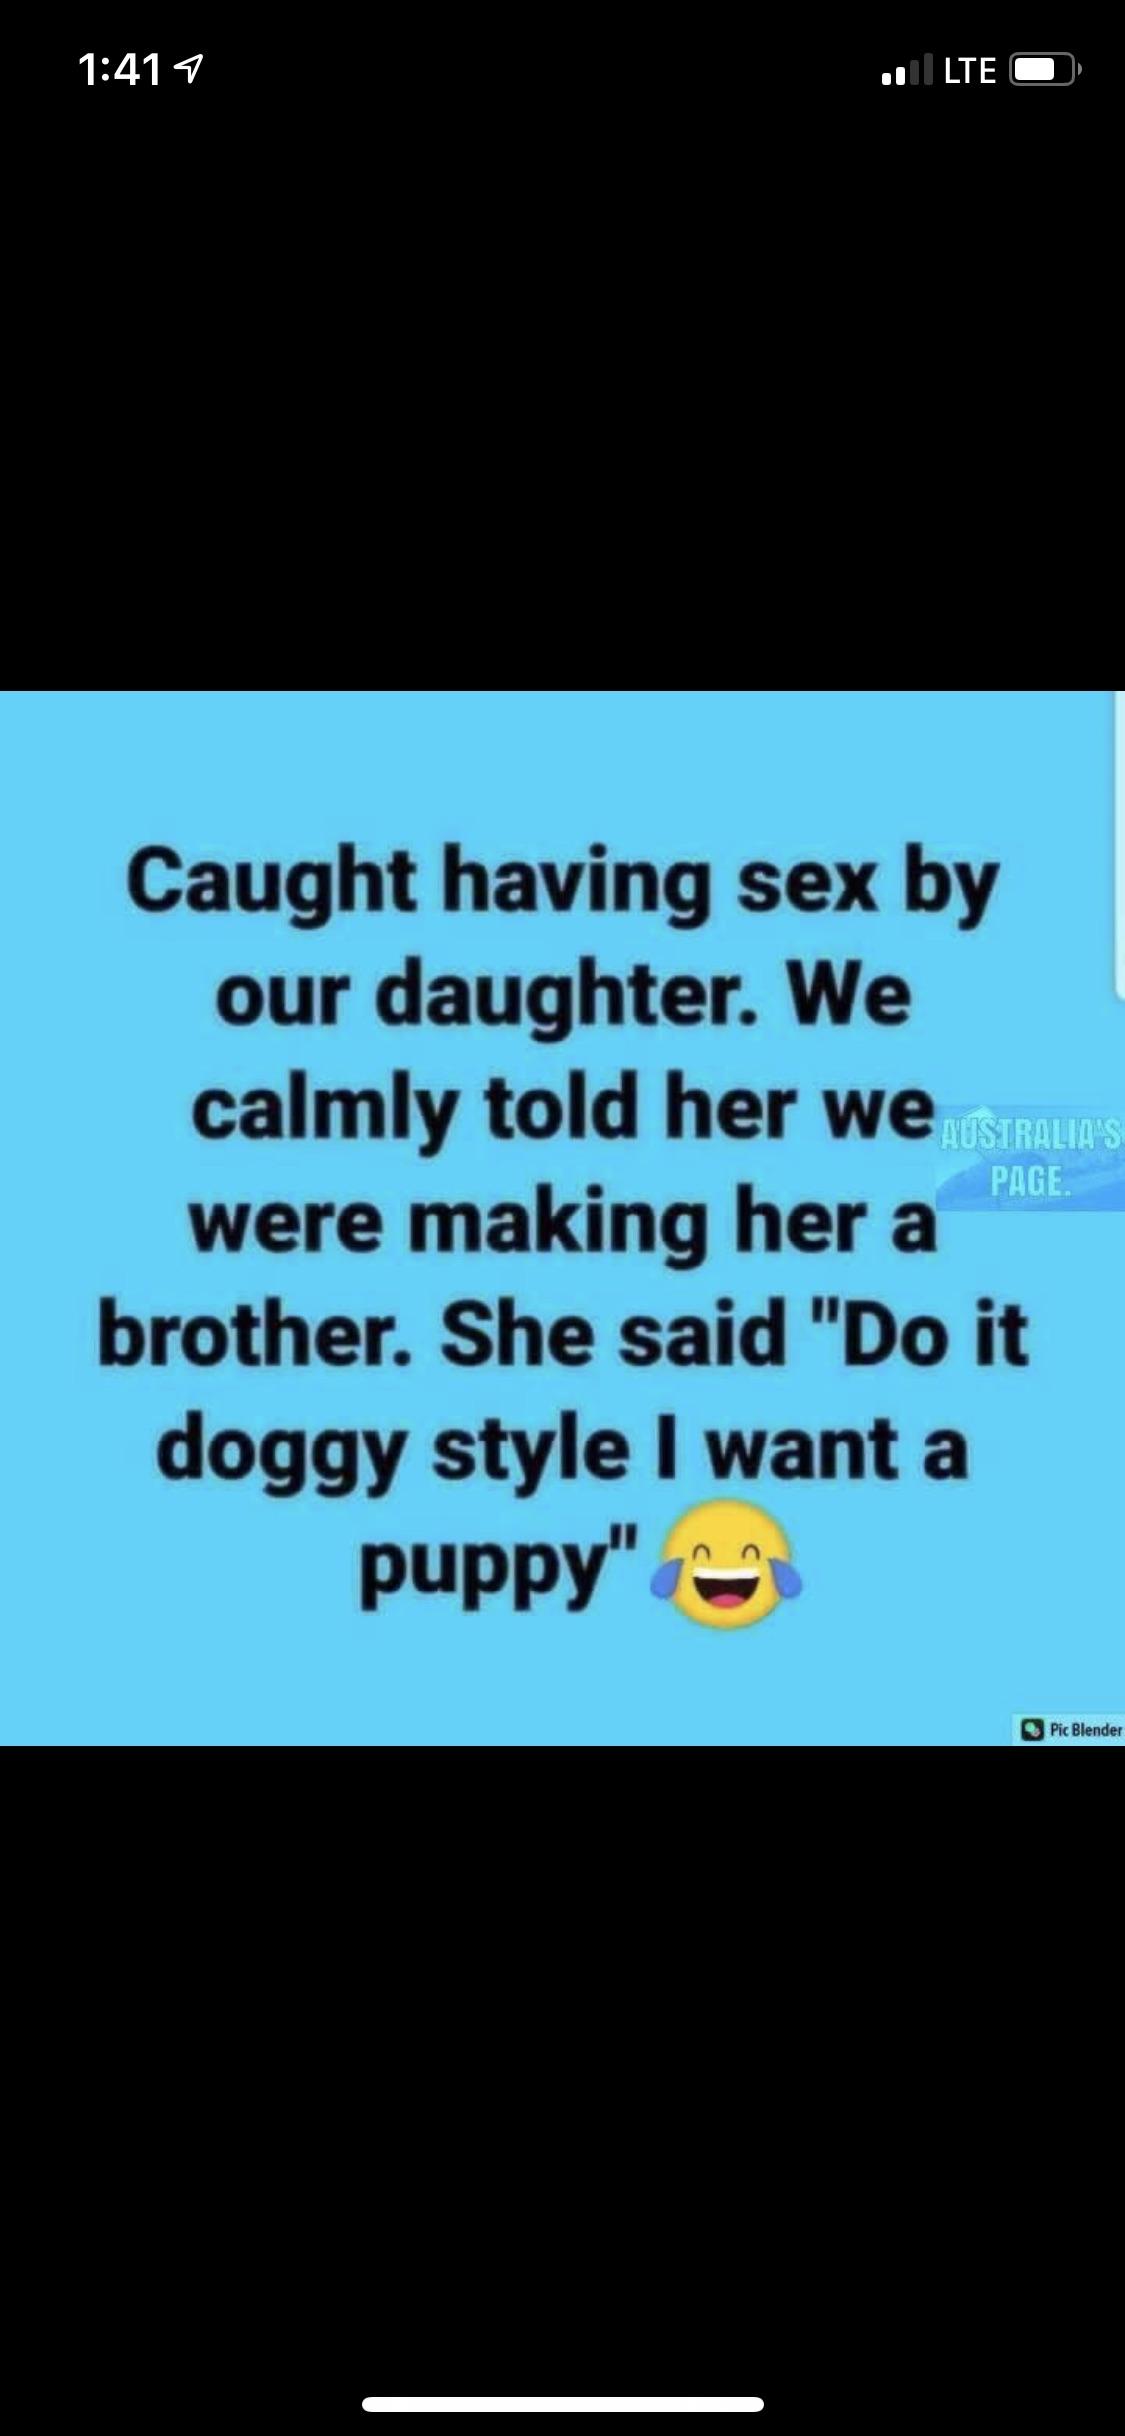 1:41
LTE
Caught having sex by
our daughter. We
calmly told her we
were making her a
brother. She said "Do it
doggy style I want a
puppy" 😂
AUSTRALIA'S
PAGE.
Pic Blender